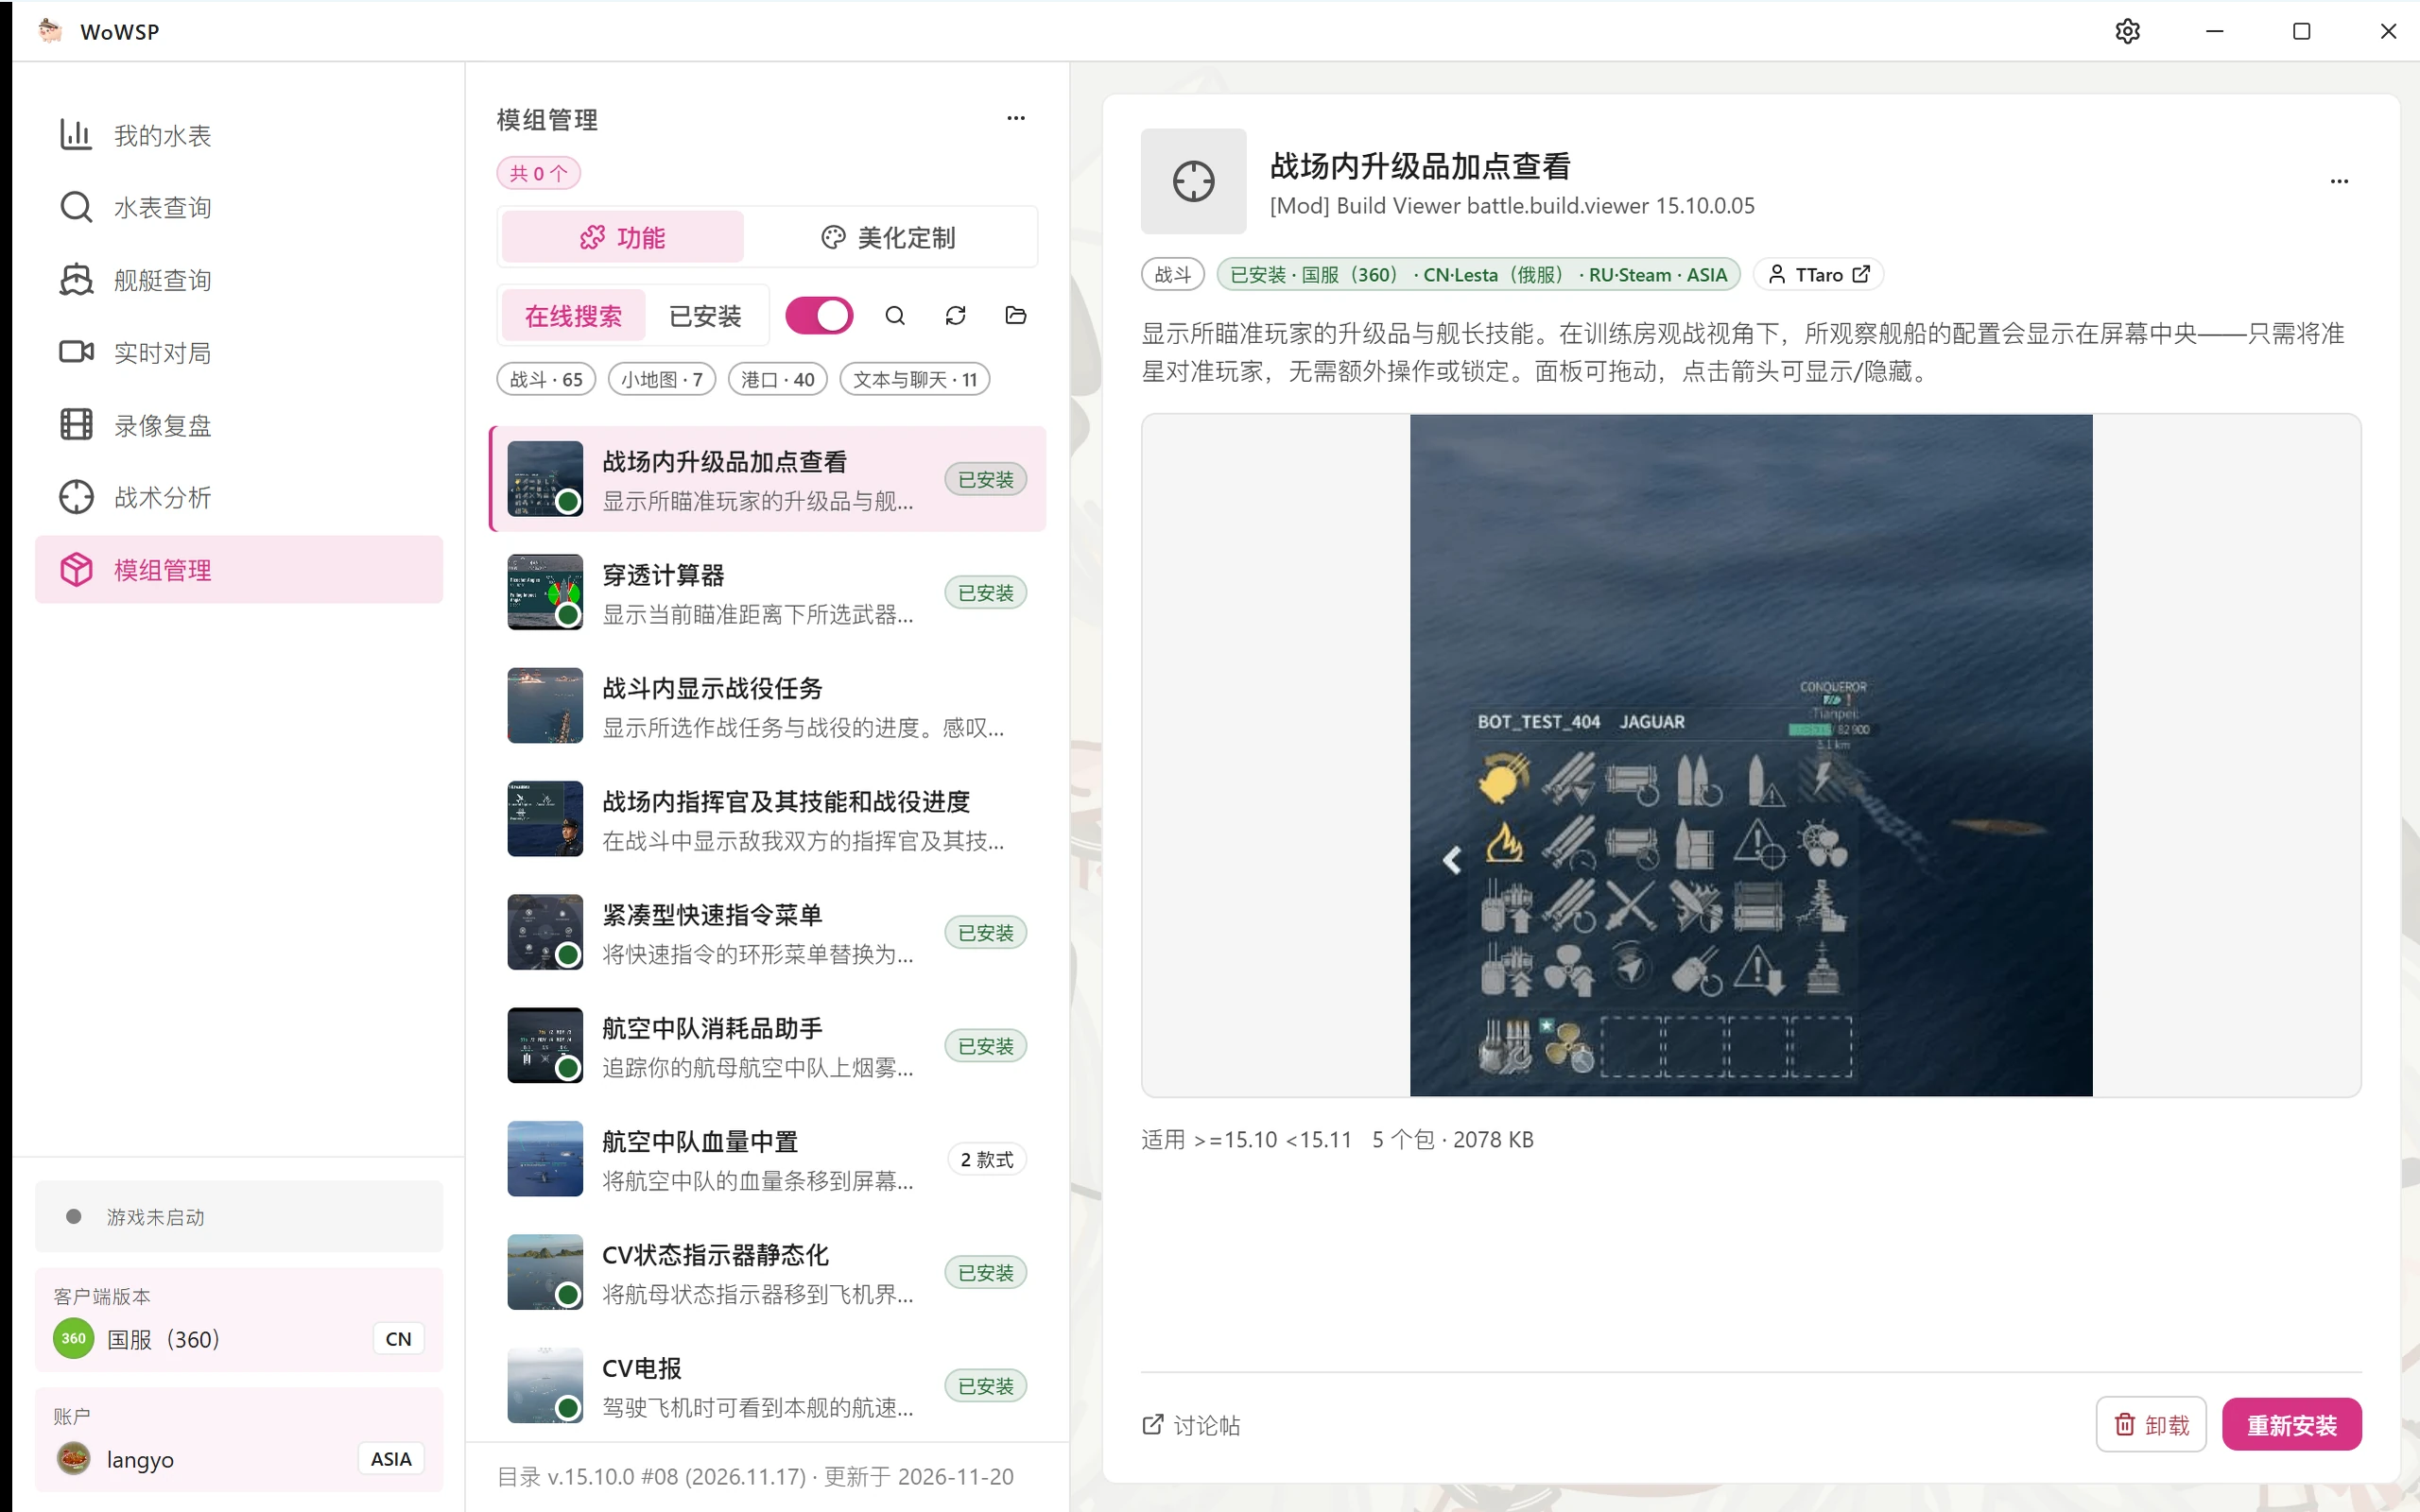 WoWSP
我的水表
水表查询
舰艇查询
实时对局
录像复盘
战术分析
模组管理
游戏未启动
客户端版本
360 国服（360） CN
账户
langyo ASIA
模组管理
共 0 个
功能 美化定制
在线搜索 已安装
战斗 · 65 小地图 · 7 港口 · 40 文本与聊天 · 11
战场内升级品加点查看
显示所瞄准玩家的升级品与舰...
已安装
穿透计算器
显示当前瞄准距离下所选武器...
已安装
战斗内显示战役任务
显示所选作战任务与战役的进度。感叹...
战场内指挥官及其技能和战役进度
在战斗中显示敌我双方的指挥官及其技...
紧凑型快速指令菜单
将快速指令的环形菜单替换为...
已安装
航空中队消耗品助手
追踪你的航母航空中队上烟雾...
已安装
航空中队血量中置
将航空中队的血量条移到屏幕...
2 款式
CV状态指示器静态化
将航母状态指示器移到飞机界...
已安装
CV电报
驾驶飞机时可看到本舰的航速...
已安装
目录 v.15.10.0 #08 (2026.11.17) · 更新于 2026-11-20
战场内升级品加点查看
[Mod] Build Viewer battle.build.viewer 15.10.0.05
战斗 已安装 · 国服（360） · CN·Lesta（俄服） · RU·Steam · ASIA TTaro
显示所瞄准玩家的升级品与舰长技能。在训练房观战视角下，所观察舰船的配置会显示在屏幕中央——只需将准
星对准玩家，无需额外操作或锁定。面板可拖动，点击箭头可显示/隐藏。
CONQUEROR
Tianpei
82 900
BOT_TEST_404 JAGUAR
适用 >=15.10 <15.11 5 个包 · 2078 KB
讨论帖
卸载
重新安装